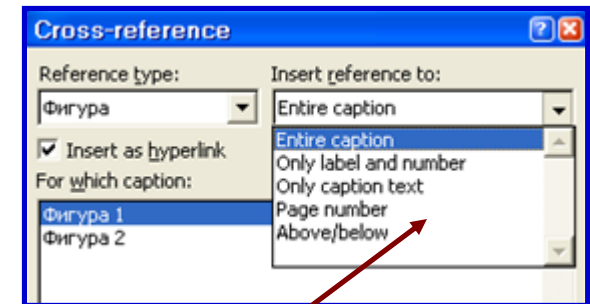 Cross-reference
Reference type:
Insert reference to:
Фигура
Entire caption
Insert as hyperlink
Entire caption
Only label and number
Only caption text
Page number
Above/below
For which caption:
Фигура 1
Фигура 2